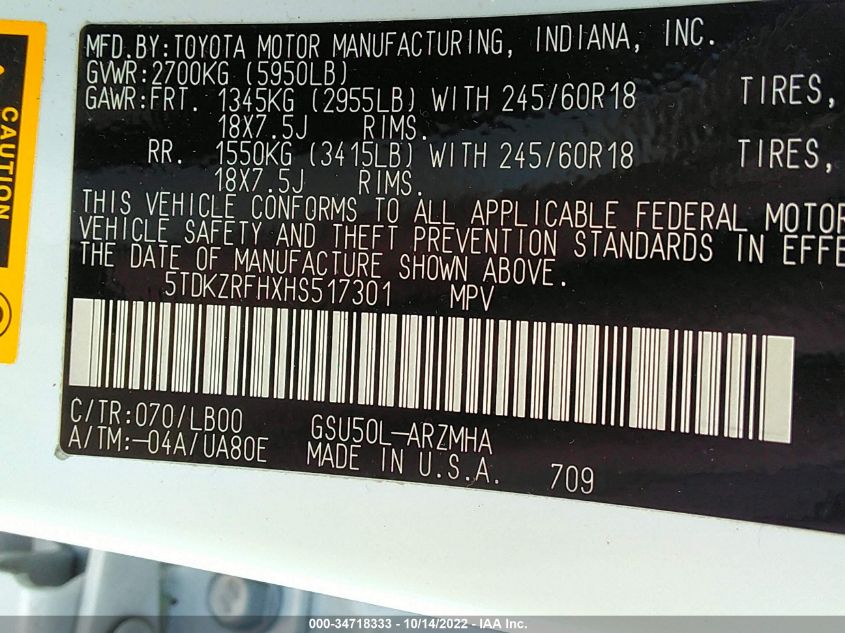 CAUTION
MFD.BY:TOYOTA MOTOR MANUFACTURING, INDIANA, INC.
GVWR:2700KG (5950LB)
GAWR:FRT. 1345KG (2955LB) WITH 245/60R18 TIRES,
18X7.5J RIMS.
RR. 1550KG (3415LB) WITH 245/60R18 TIRES,
18X7.5J RIMS.
THIS VEHICLE CONFORMS TO ALL APPLICABLE FEDERAL MOTOR
VEHICLE SAFETY AND THEFT PREVENTION STANDARDS IN EFFE
THE DATE OF MANUFACTURE SHOWN ABOVE.
5TDKZRFHXHS517301 MPV
C/TR:070/LB00 GSU50L-ARZMHA
A/TM:-04A/UA80E MADE IN U.S.A. 709
000-34718333 - 10/14/2022 - IAA Inc.